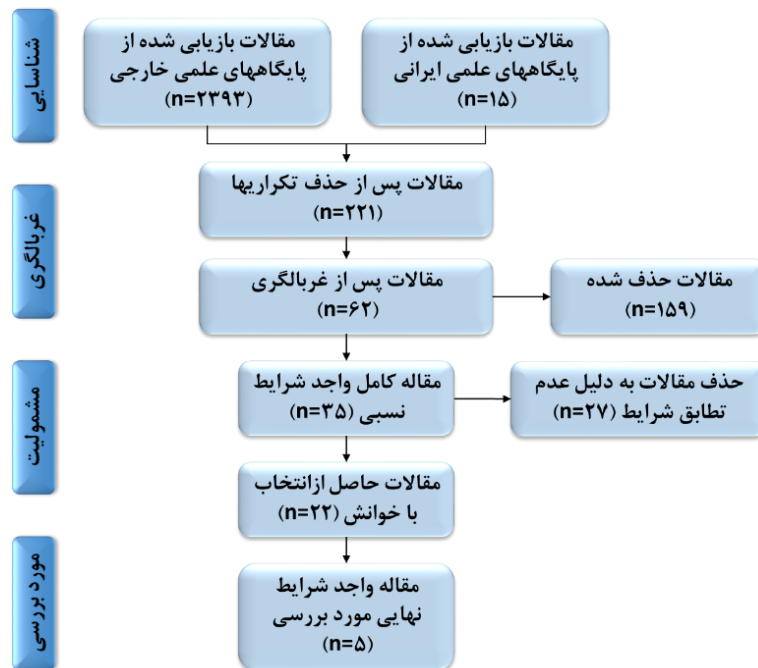 شناسایی
مقالات بازیابی شده از
پایگاههای علمی ایرانی
(n=۱۵)
مقالات بازیابی شده از
پایگاههای علمی خارجی
(n=۲۳۹۳)
غربالگری
مقالات پس از حذف تکراریها
(n=۲۲۱)
مقالات پس از غربالگری
(n=۶۲)
مقالات حذف شده
(n=۱۵۹)
مشمولیت
مقاله کامل واجد شرایط
نسبی (n=۳۵)
حذف مقالات به دلیل عدم
تطابق شرایط (n=۲۷)
مقالات حاصل ازانتخاب
با خوانش (n=۲۲)
مورد بررسی
مقاله واجد شرایط
نهایی مورد بررسی
(n=۵)